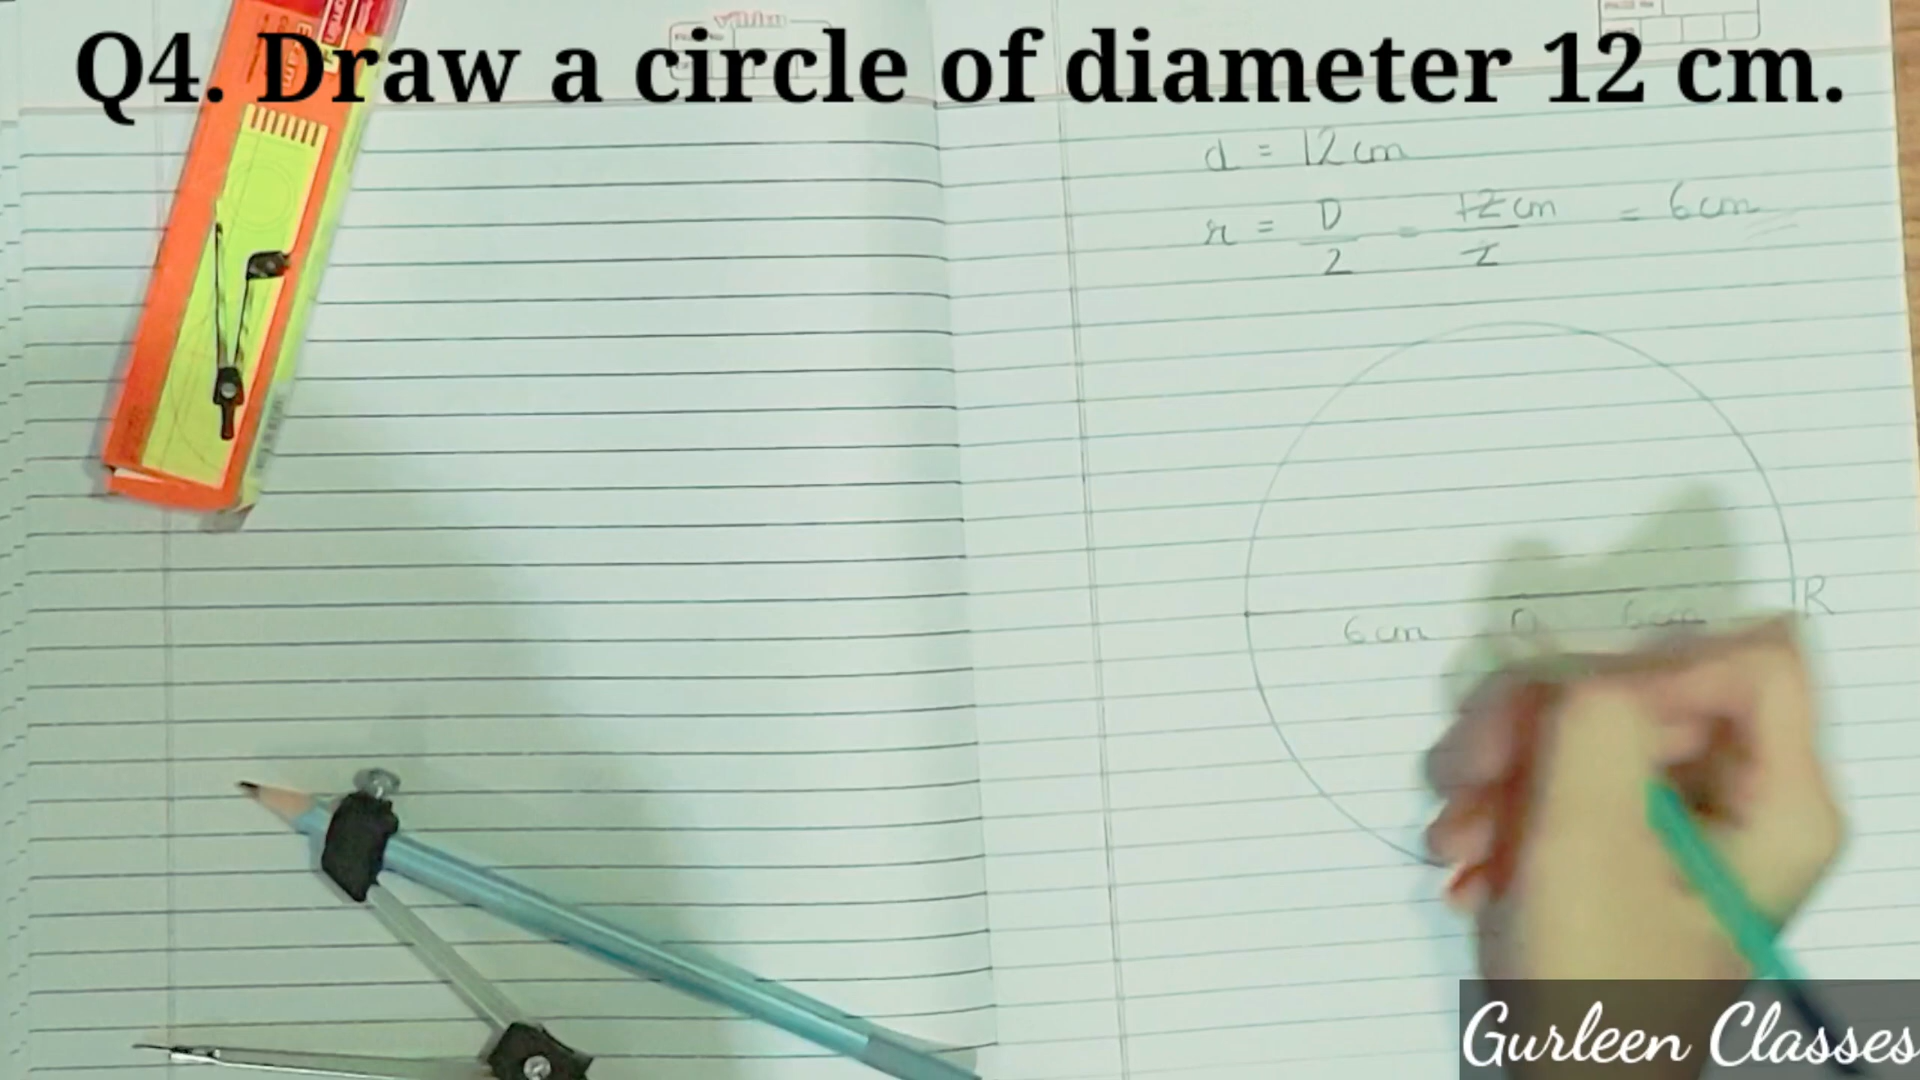 Q4. Draw a circle of diameter 12 cm.
d = 12 cm
r = D/2 = 12 cm/2 = 6 cm
R
6 cm O 6 cm
Gurleen Classes